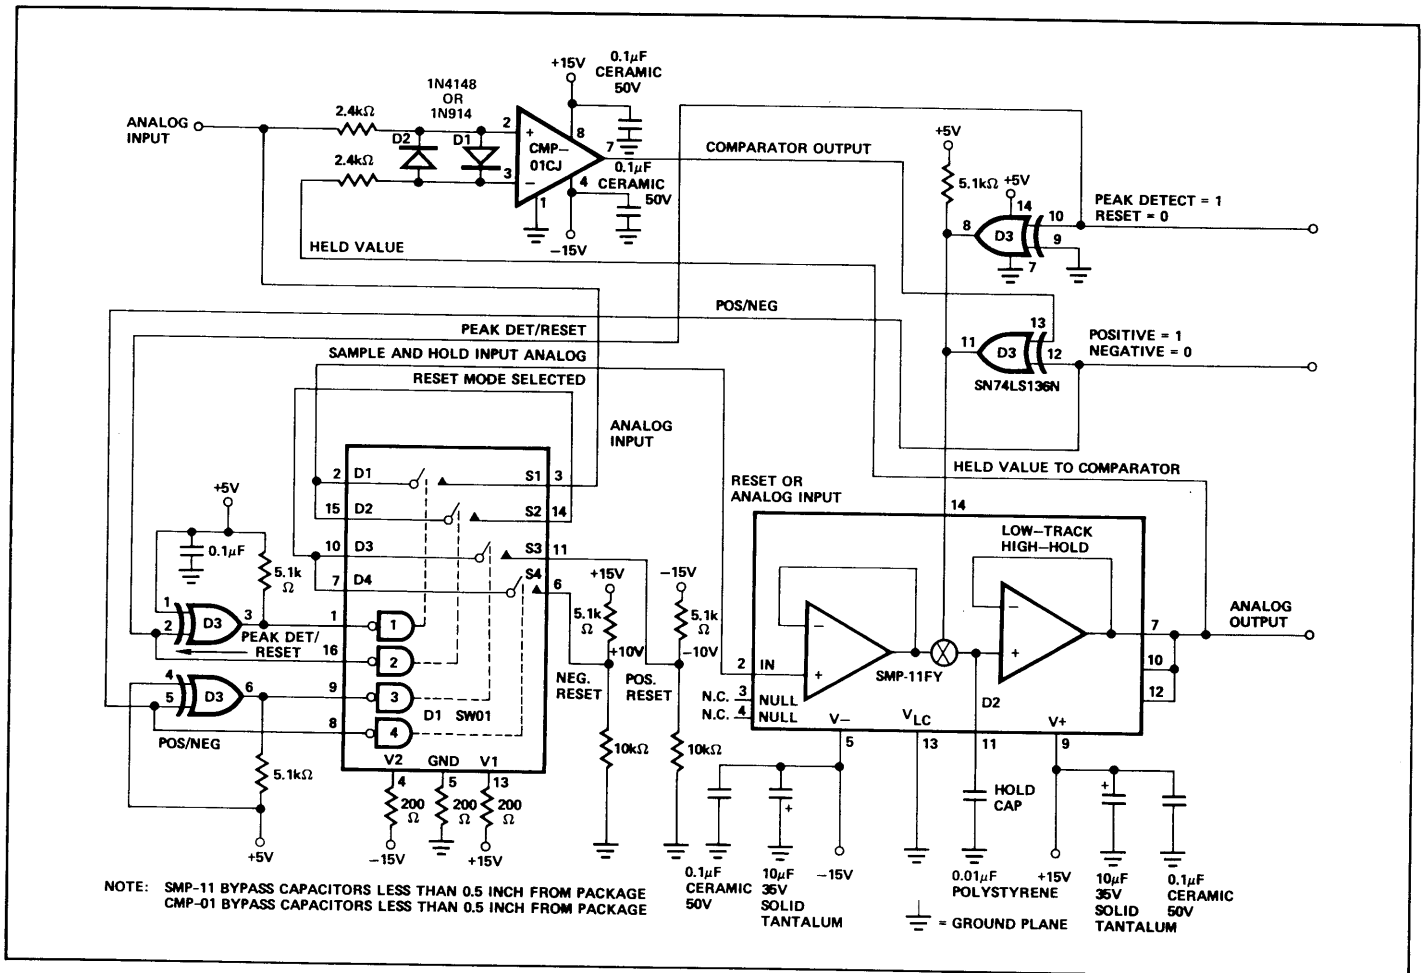 +15V
0.1µF
CERAMIC
50V
1N4148
OR
1N914
2.4kΩ
ANALOG
INPUT
D2
D1
2
+
8
CMP-
01CJ
7
COMPARATOR OUTPUT
+5V
2.4kΩ
3
−
4
1
0.1µF
CERAMIC
50V
−15V
5.1kΩ
+5V
14
10
PEAK DETECT = 1
RESET = 0
8
D3
9
7
HELD VALUE
POS/NEG
13
POSITIVE = 1
NEGATIVE = 0
PEAK DET/RESET
11
D3
12
SN74LS136N
SAMPLE AND HOLD INPUT ANALOG
RESET MODE SELECTED
ANALOG
INPUT
HELD VALUE TO COMPARATOR
RESET OR
ANALOG INPUT
14
LOW-TRACK
HIGH-HOLD
2
D1
S1
3
15
D2
S2
14
10
D3
S3
11
7
D4
S4
6
+5V
0.1µF
5.1k
Ω
1
2
D3
3
PEAK DET/
RESET
1
1
16
2
4
5
D3
6
9
3
D1
SW01
8
4
POS/NEG
5.1kΩ
+5V
V2
GND
V1
4
5
13
200
Ω
200
Ω
200
Ω
−15V
+15V
+15V
−15V
5.1k
Ω
5.1k
Ω
+10V
−10V
NEG.
RESET
POS.
RESET
10kΩ
10kΩ
2
IN
N.C.
3
NULL
N.C.
4
NULL
−
+
SMP-11FY
−
+
D2
7
ANALOG
OUTPUT
10
12
V−
VLC
V+
5
13
11
9
HOLD
CAP
+
+
0.1µF
CERAMIC
50V
10µF
35V
SOLID
TANTALUM
−15V
0.01µF
POLYSTYRENE
+15V
10µF
35V
SOLID
TANTALUM
0.1µF
CERAMIC
50V
= GROUND PLANE
NOTE: SMP-11 BYPASS CAPACITORS LESS THAN 0.5 INCH FROM PACKAGE
CMP-01 BYPASS CAPACITORS LESS THAN 0.5 INCH FROM PACKAGE